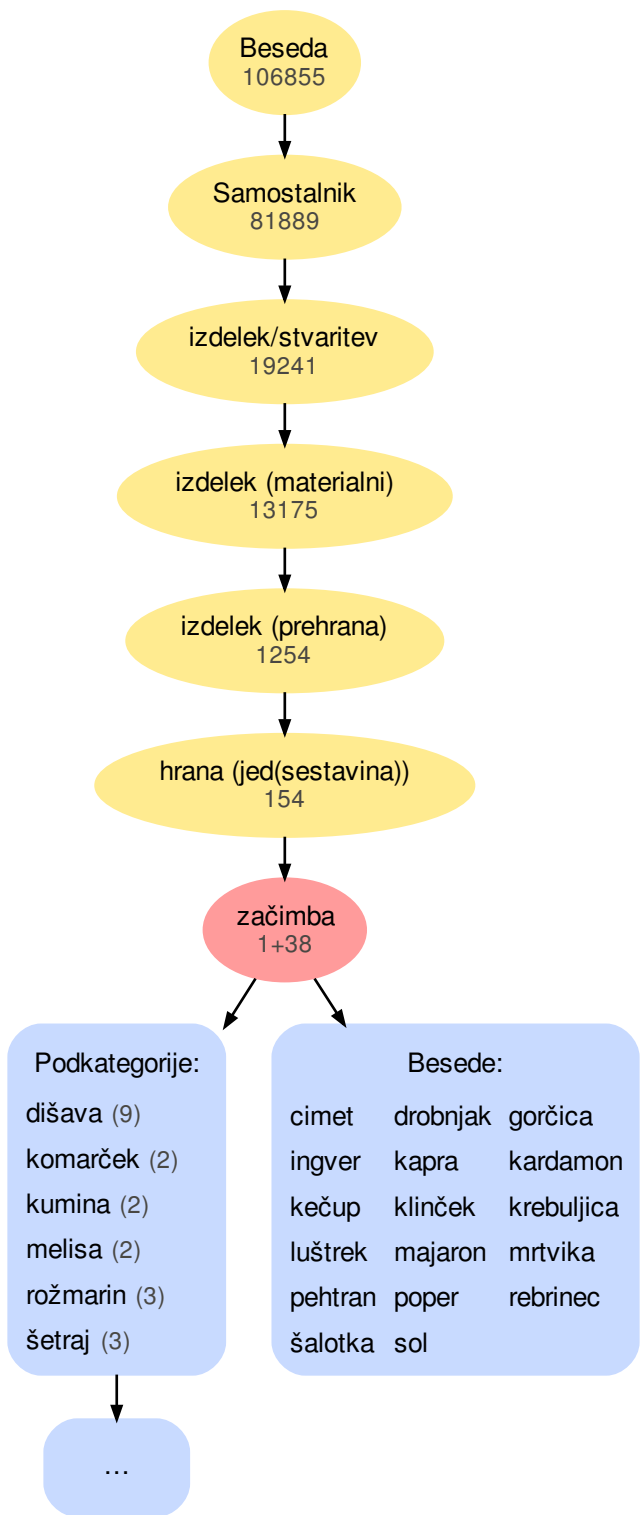 Beseda
106855
Samostalnik
81889
izdelek/stvaritev
19241
izdelek (materialni)
13175
izdelek (prehrana)
1254
hrana (jed(sestavina))
154
začimba
1+38
Podkategorije:
dišava (9)
komarček (2)
kumina (2)
melisa (2)
rožmarin (3)
šetraj (3)
...
Besede:
cimet drobnjak gorčica
ingver kapra kardamon
kečup klinček krebuljica
luštrek majaron mrtvika
pehtran poper rebrinec
šalotka sol